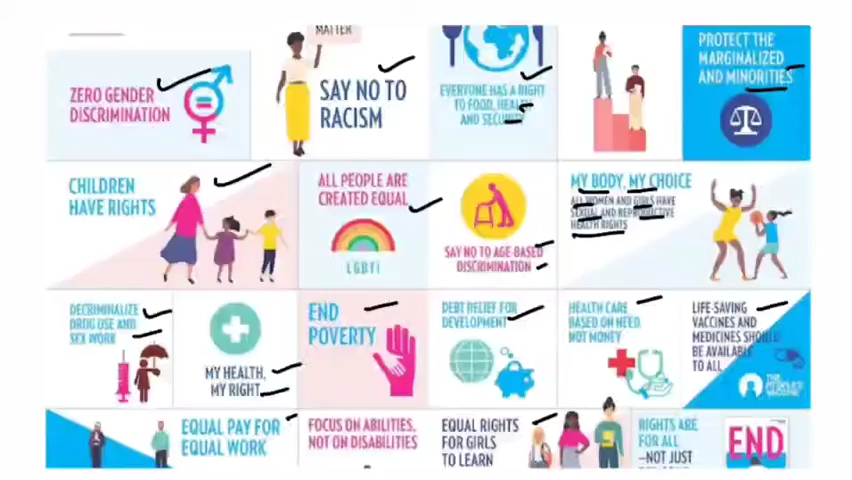 MATTER
ZERO GENDER
DISCRIMINATION
SAY NO TO
RACISM
EVERYONE HAS A RIGHT
TO FOOD, HEALTH
AND SECURITY
PROTECT THE
MARGINALIZED
AND MINORITIES
CHILDREN
HAVE RIGHTS
ALL PEOPLE ARE
CREATED EQUAL
LGBTI
SAY NO TO AGE-BASED
DISCRIMINATION
MY BODY, MY CHOICE
ALL WOMEN AND GIRLS HAVE
SEXUAL AND REPRODUCTIVE
HEALTH RIGHTS
DECRIMINALIZE
DRUG USE AND
SEX WORK
MY HEALTH,
MY RIGHT
END
POVERTY
DEBT RELIEF FOR
DEVELOPMENT
HEALTH CARE
BASED ON NEED
NOT MONEY
LIFE-SAVING
VACCINES AND
MEDICINES SHOULD
BE AVAILABLE
TO ALL
THE
PEOPLE'S
VACCINE
EQUAL PAY FOR
EQUAL WORK
FOCUS ON ABILITIES,
NOT ON DISABILITIES
EQUAL RIGHTS
FOR GIRLS
TO LEARN
RIGHTS ARE
FOR ALL
–NOT JUST
END